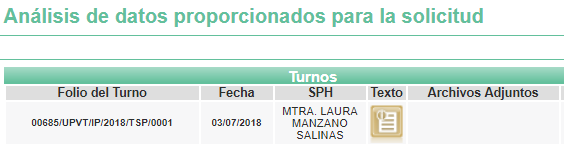 Análisis de datos proporcionados para la solicitud
Turnos
Folio del Turno Fecha SPH Texto Archivos Adjuntos
00685/UPVT/IP/2018/TSP/0001 03/07/2018 MTRA. LAURA
MANZANO
SALINAS